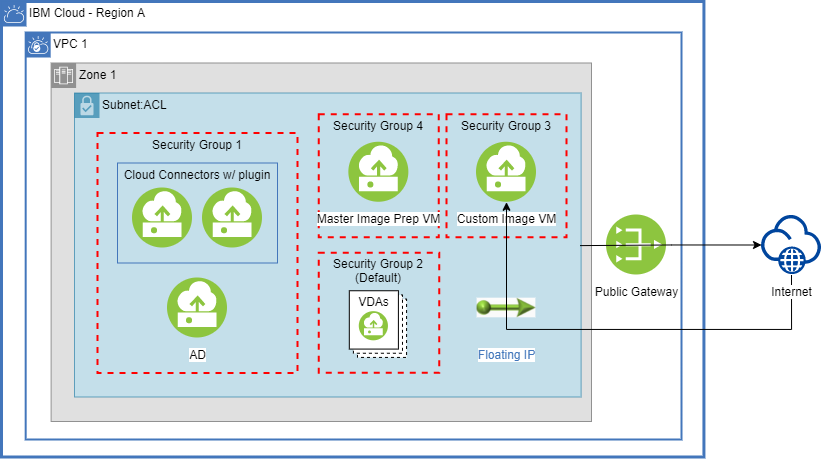 IBM Cloud - Region A
VPC 1
Zone 1
Subnet:ACL
Security Group 1
Cloud Connectors w/ plugin
AD
Security Group 4
Master Image Prep VM
Security Group 3
Custom Image VM
Security Group 2
(Default)
VDAs
Floating IP
Public Gateway
Internet